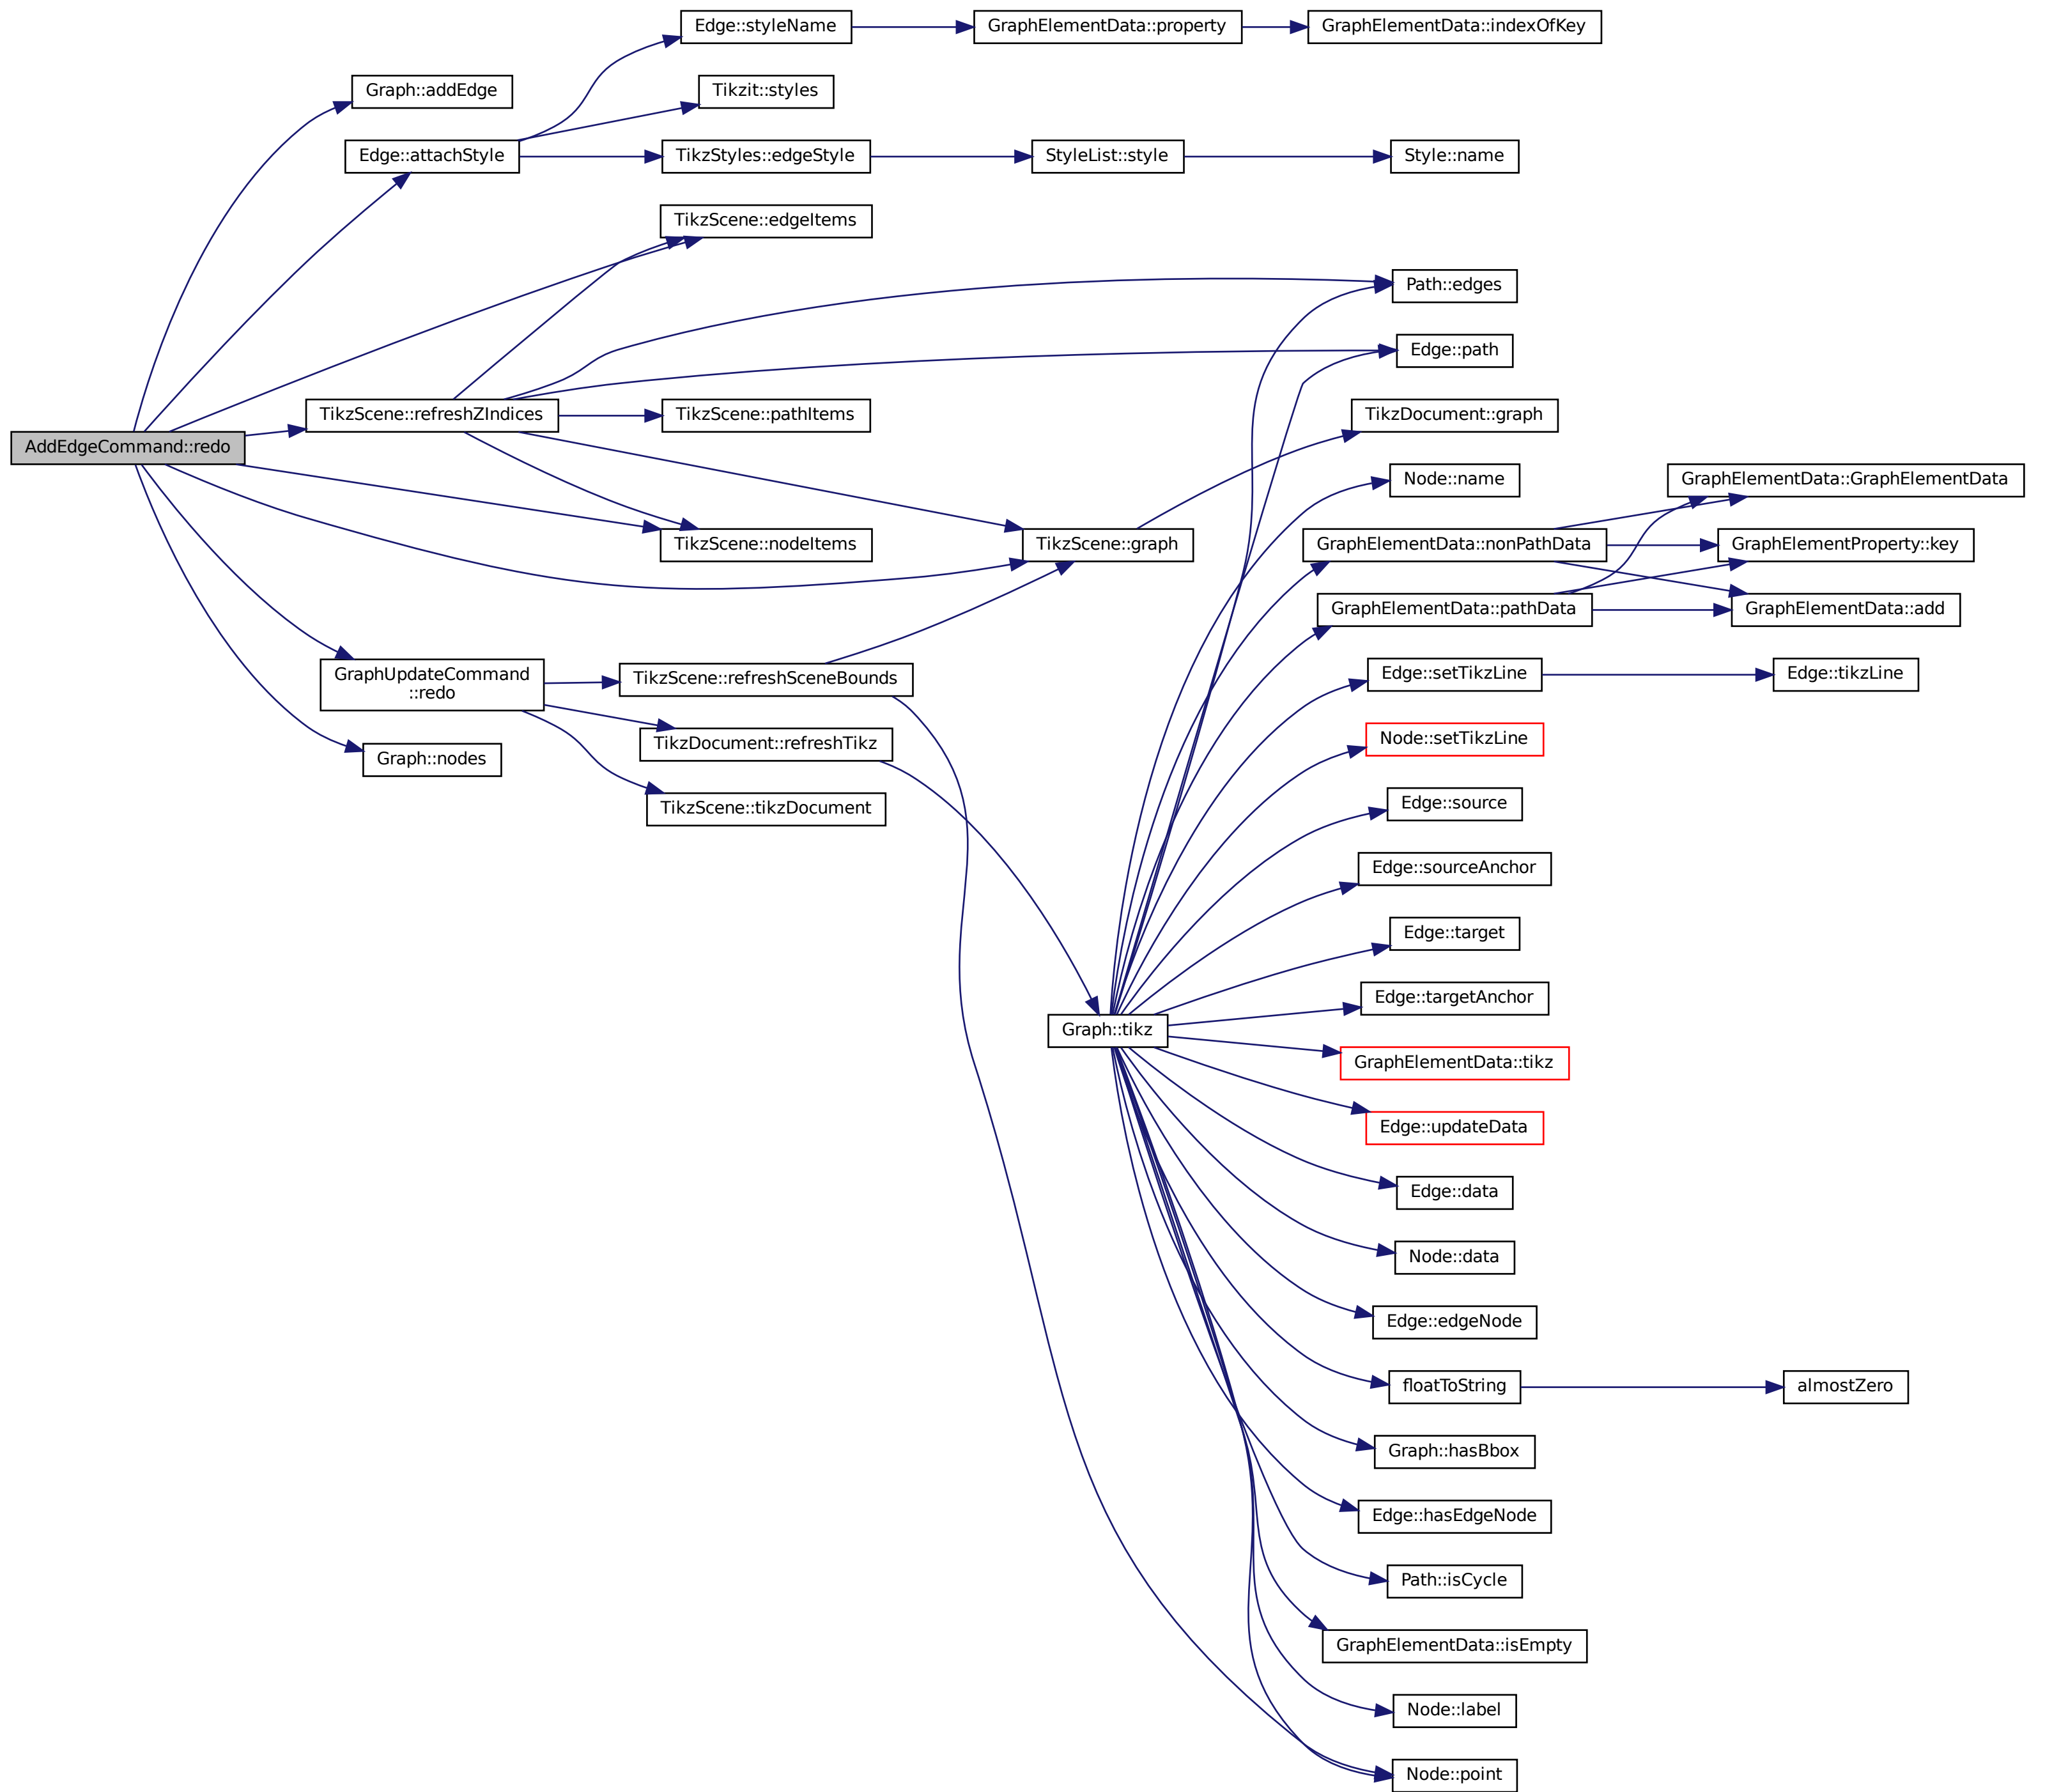 Edge::styleName
GraphElementData::property
GraphElementData::indexOfKey
Graph::addEdge
Tikzit::styles
Edge::attachStyle
TikzStyles::edgeStyle
StyleList::style
Style::name
TikzScene::edgeItems
Path::edges
Edge::path
TikzScene::refreshZIndices
TikzScene::pathItems
TikzDocument::graph
AddEdgeCommand::redo
Node::name
GraphElementData::GraphElementData
TikzScene::nodeItems
TikzScene::graph
GraphElementData::nonPathData
GraphElementProperty::key
GraphElementData::pathData
GraphElementData::add
GraphUpdateCommand
::redo
TikzScene::refreshSceneBounds
Edge::setTikzLine
Edge::tikzLine
TikzDocument::refreshTikz
Node::setTikzLine
Graph::nodes
TikzScene::tikzDocument
Edge::source
Edge::sourceAnchor
Edge::target
Edge::targetAnchor
Graph::tikz
GraphElementData::tikz
Edge::updateData
Edge::data
Node::data
Edge::edgeNode
floatToString
almostZero
Graph::hasBbox
Edge::hasEdgeNode
Path::isCycle
GraphElementData::isEmpty
Node::label
Node::point